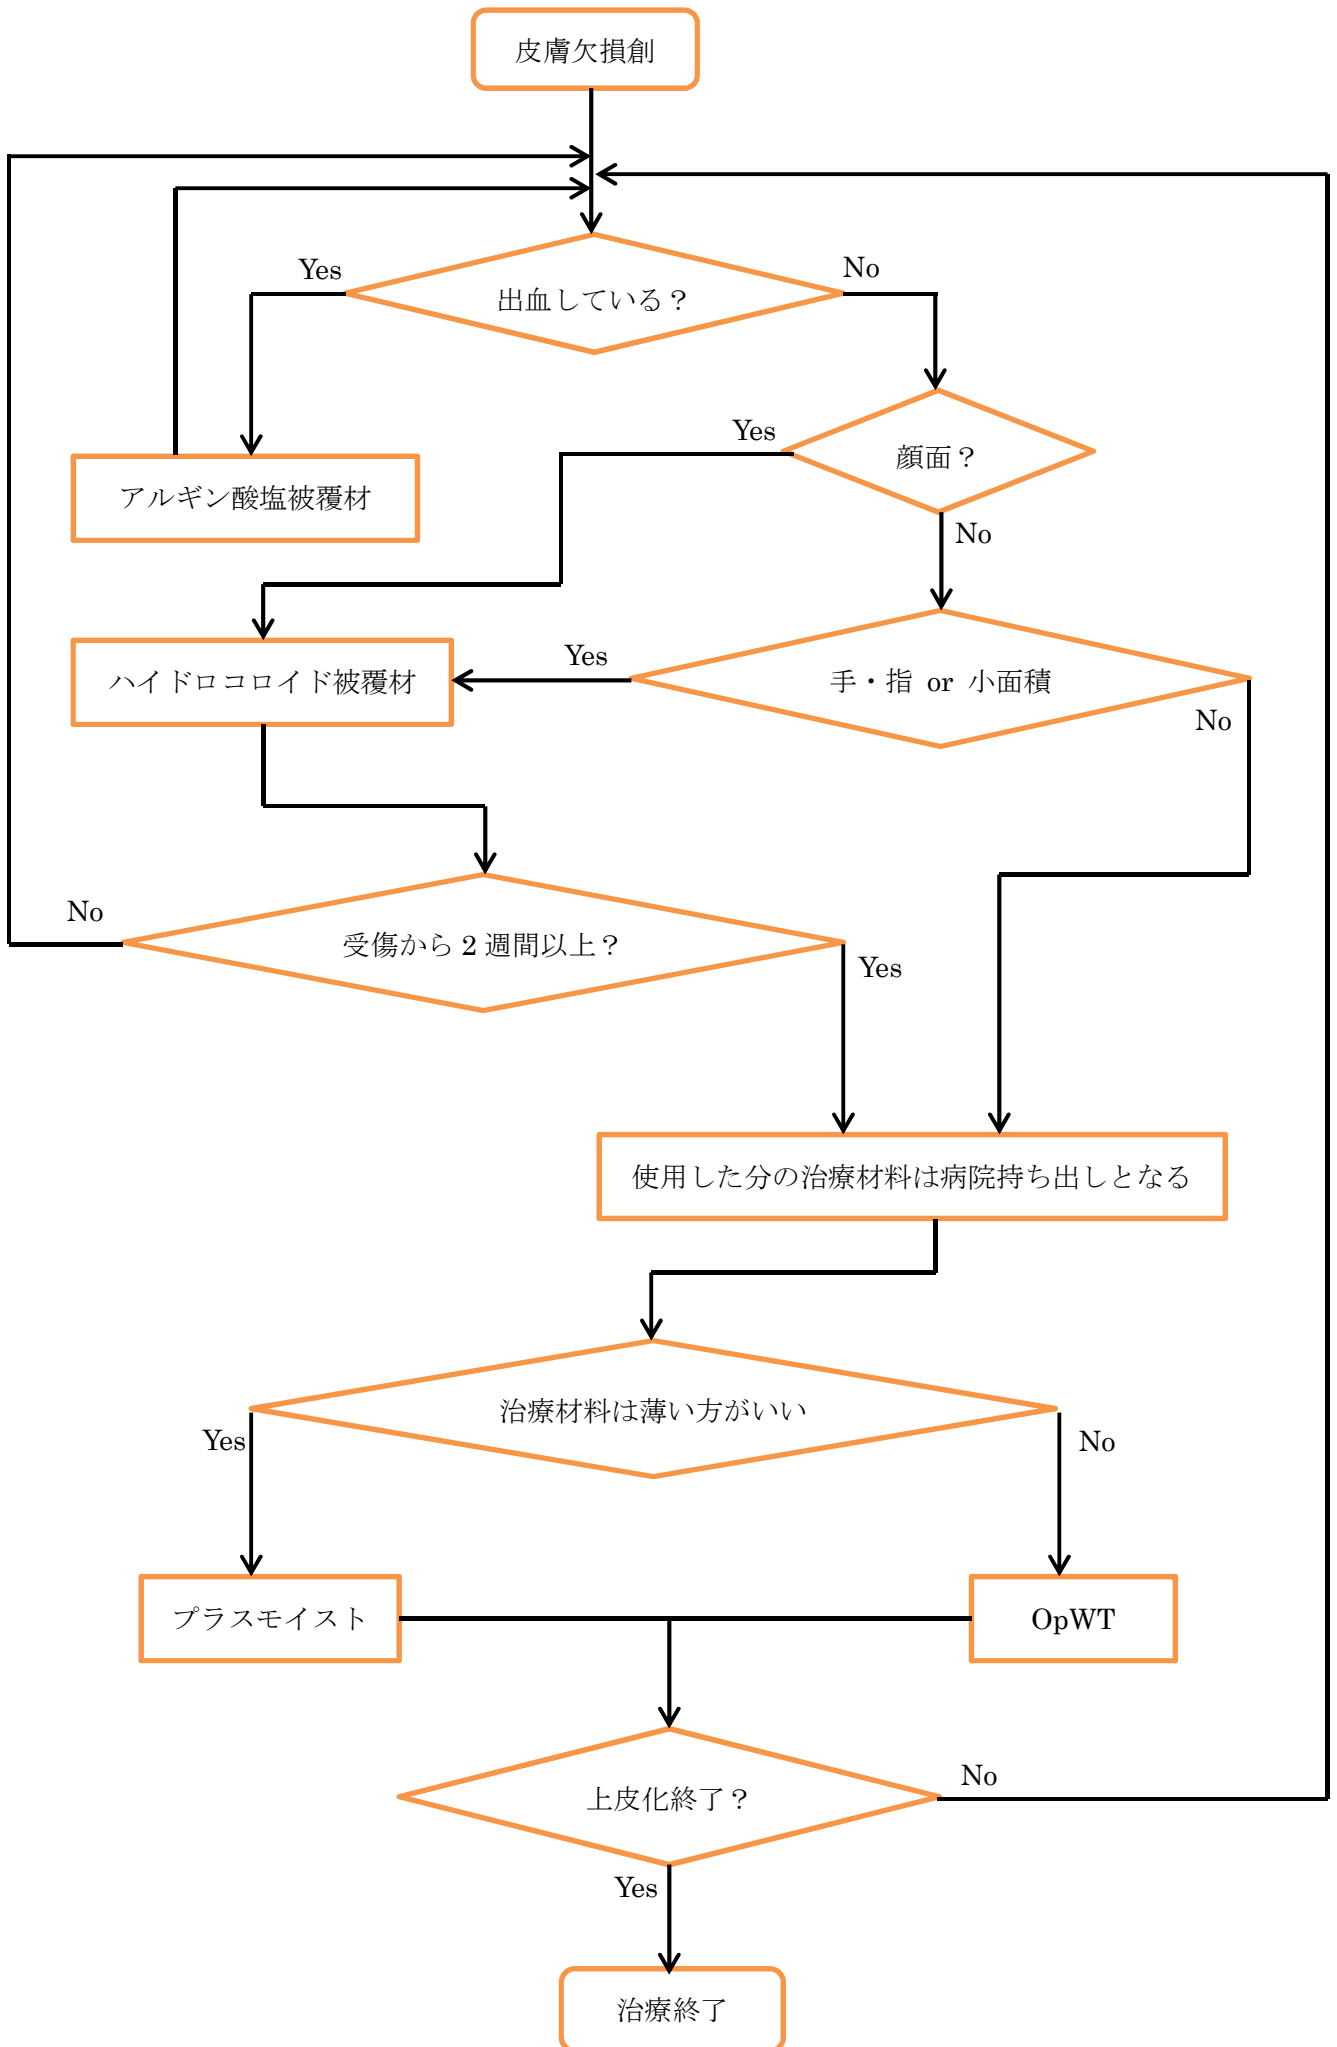 皮膚欠損創
Yes
No
出血している？
Yes
顔面？
アルギン酸塩被覆材
No
Yes
ハイドロコロイド被覆材
手・指 or 小面積
No
No
受傷から 2 週間以上？
Yes
使用した分の治療材料は病院持ち出しとなる
治療材料は薄い方がいい
Yes
No
プラスモイスト
OpWT
No
上皮化終了？
Yes
治療終了